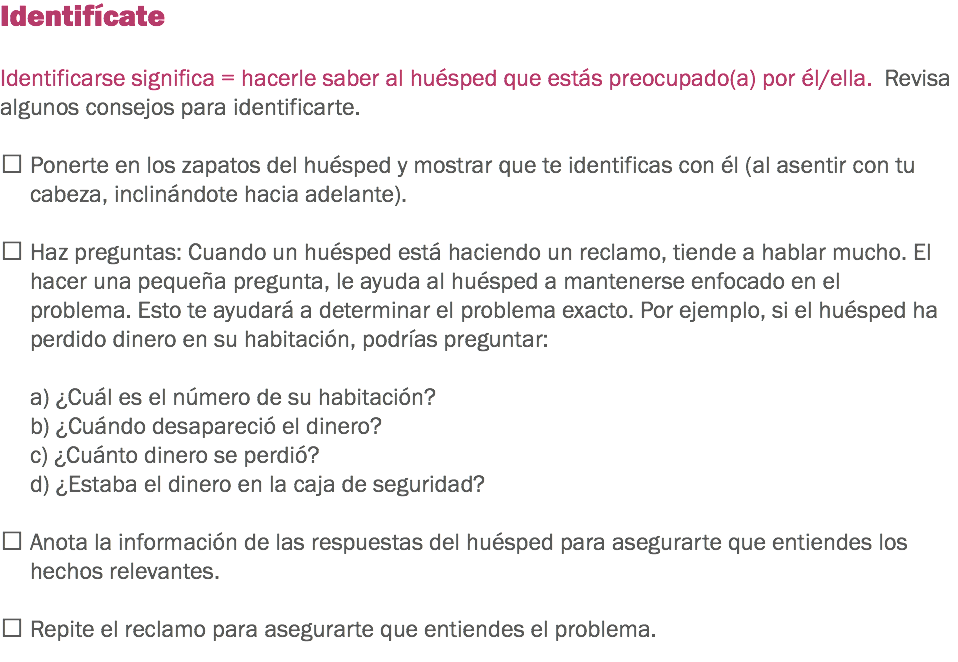 Identifícate
Identificarse significa = hacerle saber al huésped que estás preocupado(a) por él/ella. Revisa
algunos consejos para identificarte.
☐ Ponerte en los zapatos del huésped y mostrar que te identificas con él (al asentir con tu
cabeza, inclinándote hacia adelante).
☐ Haz preguntas: Cuando un huésped está haciendo un reclamo, tiende a hablar mucho. El
hacer una pequeña pregunta, le ayuda al huésped a mantenerse enfocado en el
problema. Esto te ayudará a determinar el problema exacto. Por ejemplo, si el huésped ha
perdido dinero en su habitación, podrías preguntar:
a) ¿Cuál es el número de su habitación?
b) ¿Cuándo desapareció el dinero?
c) ¿Cuánto dinero se perdió?
d) ¿Estaba el dinero en la caja de seguridad?
☐ Anota la información de las respuestas del huésped para asegurarte que entiendes los
hechos relevantes.
☐ Repite el reclamo para asegurarte que entiendes el problema.